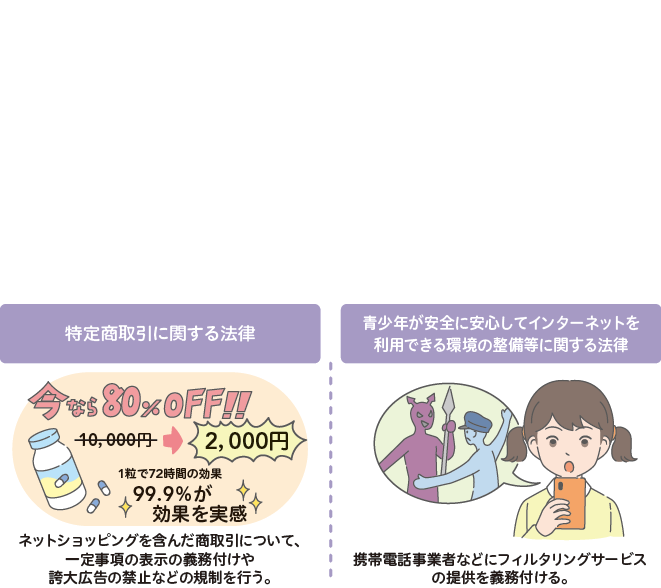 特定商取引に関する法律
今なら80%OFF!!
10,000円
2,000円
1粒で72時間の効果
99.9%が
効果を実感
ネットショッピングを含んだ商取引について、
一定事項の表示の義務付けや
誇大広告の禁止などの規制を行う。
青少年が安全に安心してインターネットを
利用できる環境の整備等に関する法律
携帯電話事業者などにフィルタリングサービス
の提供を義務付ける。